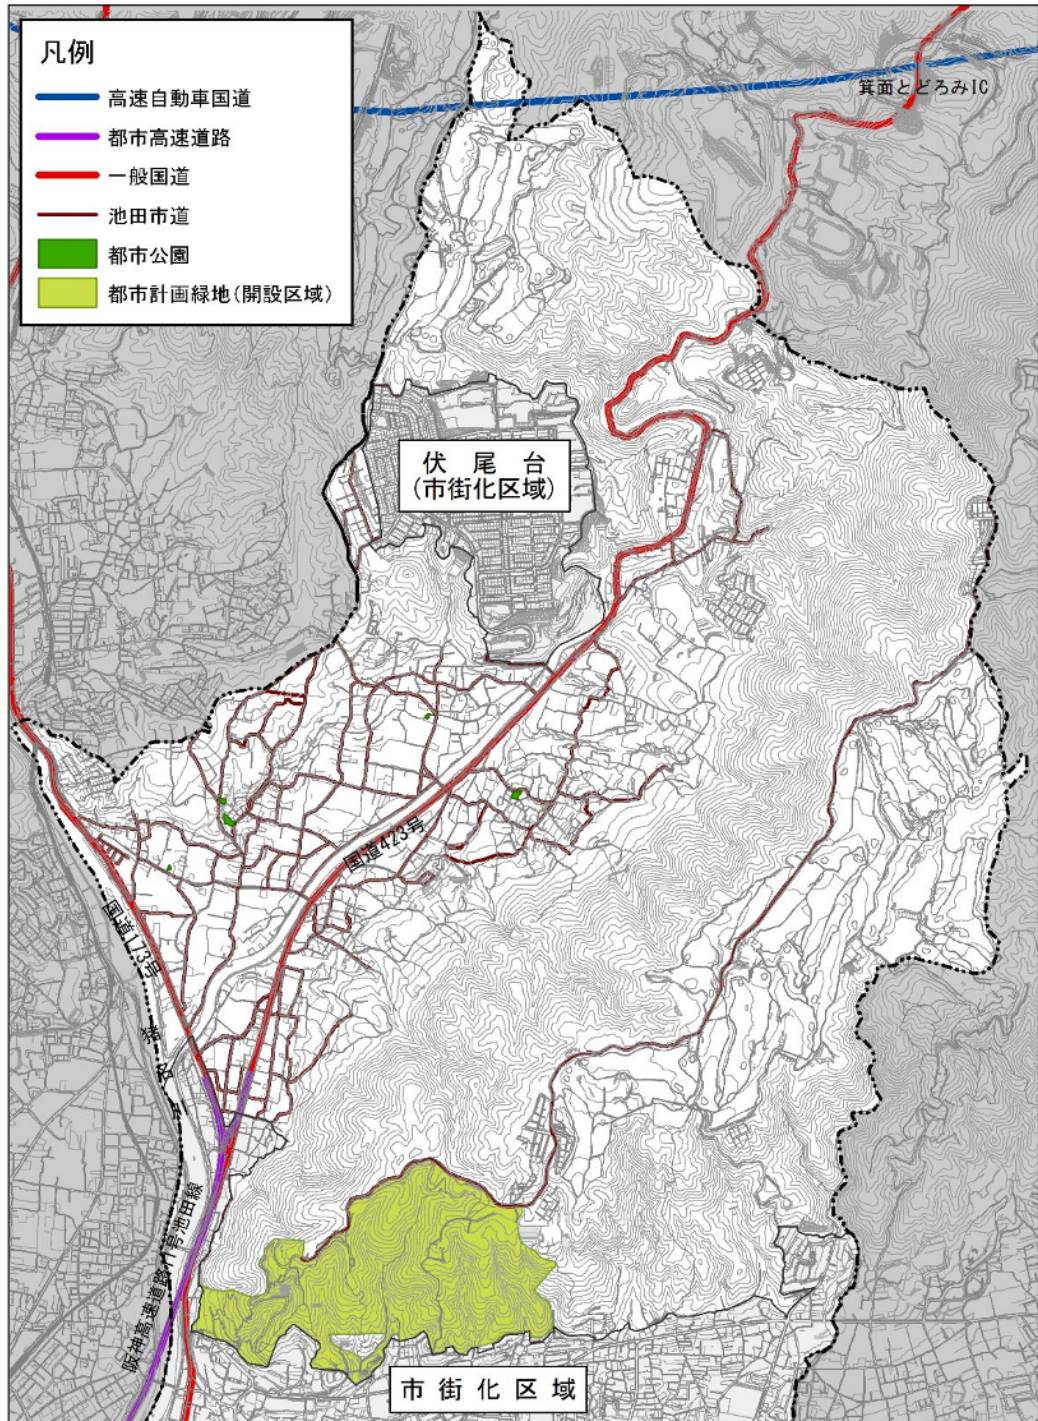 凡例
高速自動車国道
都市高速道路
一般国道
池田市道
都市公園
都市計画緑地(開設区域)
箕面とどろみIC
伏尾台
(市街化区域)
国道423号
国道173号
猪名川
阪神高速道路11号池田線
市街化区域